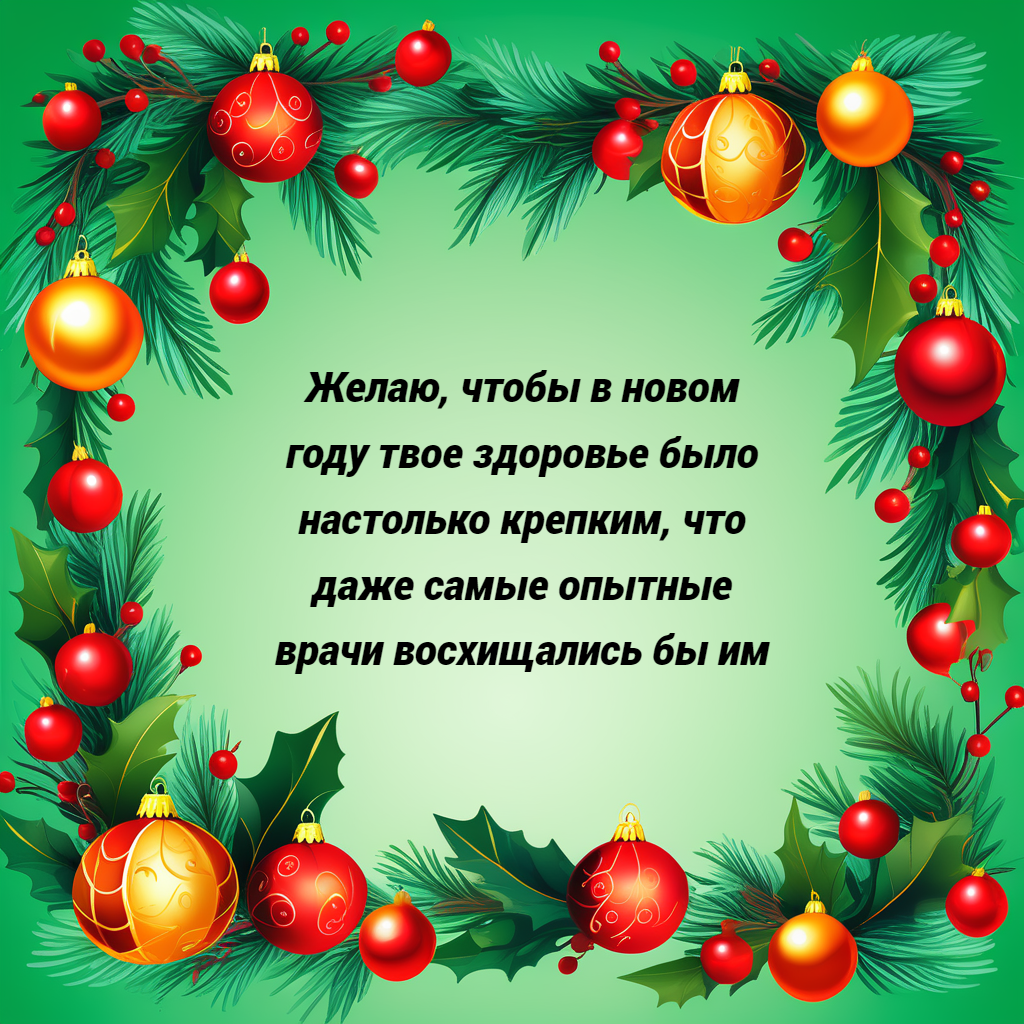 Желаю, чтобы в новом
году твое здоровье было
настолько крепким, что
даже самые опытные
врачи восхищались бы им